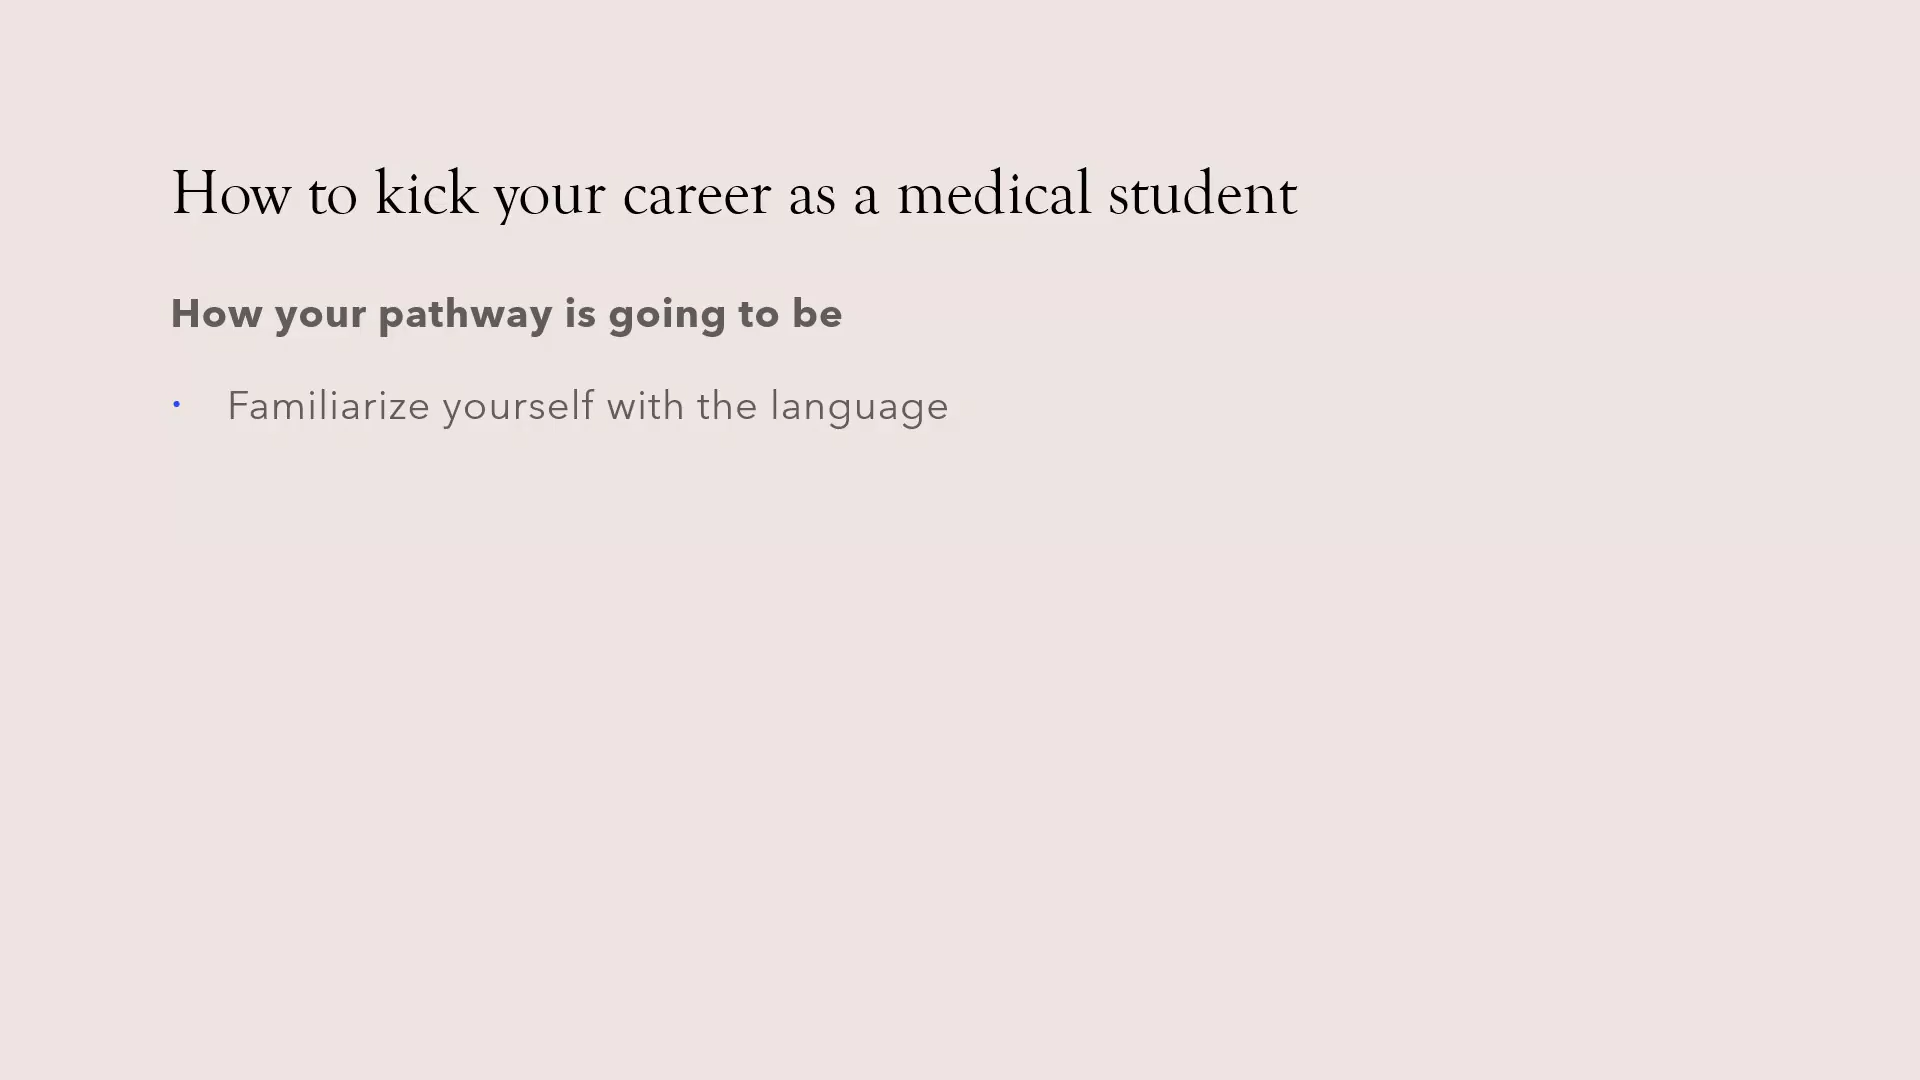 How to kick your career as a medical student
How your pathway is going to be
• Familiarize yourself with the language